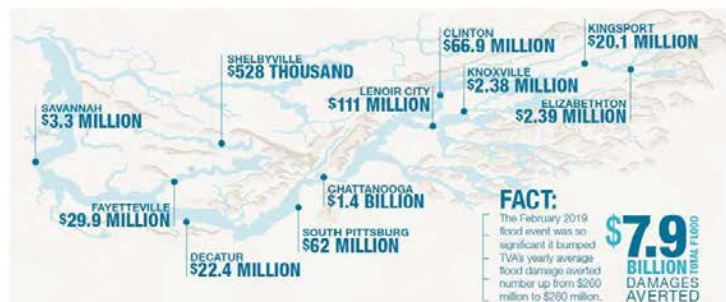 CLINTON
$66.9 MILLION
KINGSPORT
$20.1 MILLION
SHELBYVILLE
$528 THOUSAND
KNOXVILLE
$2.38 MILLION
LENOIR CITY
$111 MILLION
ELIZABETHTON
$2.39 MILLION
SAVANNAH
$3.3 MILLION
CHATTANOOGA
$1.4 BILLION
FAYETTEVILLE
$29.9 MILLION
SOUTH PITTSBURG
$62 MILLION
DECATUR
$22.4 MILLION
FACT:
The February 2019
flood event was so
significant it bumped
TVA's yearly average
flood damage averted
number up from $260
million to $280 million.
$7.9
BILLION
TOTAL FLOOD
DAMAGES
AVERTED